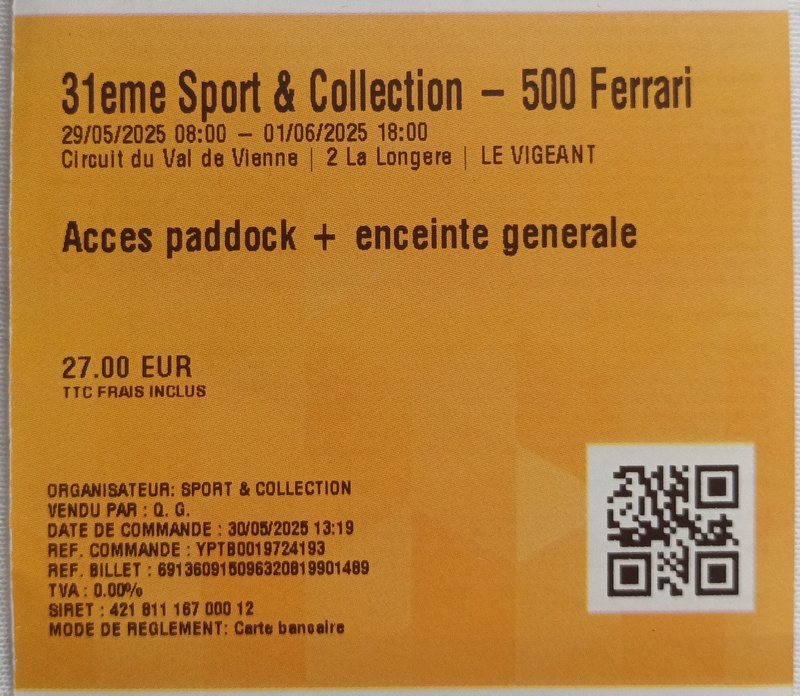 31eme Sport & Collection – 500 Ferrari
29/05/2025 08:00 – 01/06/2025 18:00
Circuit du Val de Vienne | 2 La Longere | LE VIGEANT
Acces paddock + enceinte generale
27.00 EUR
TTC FRAIS INCLUS
ORGANISATEUR: SPORT & COLLECTION
VENDU PAR : Q. G.
DATE DE COMMANDE : 30/05/2025 13:19
REF. COMMANDE : YPTB0019724193
REF. BILLET : 691360915096320819901489
TVA : 0.00%
SIRET : 421 811 167 000 12
MODE DE REGLEMENT: Carte bancaire